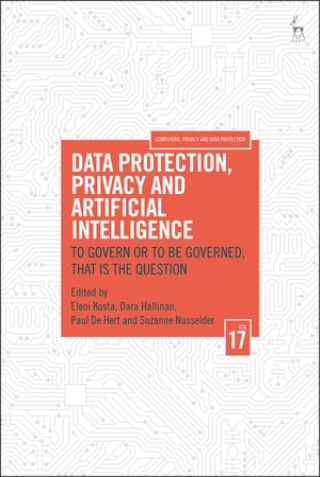 COMPUTERS, PRIVACY AND DATA PROTECTION
DATA PROTECTION,
PRIVACY AND
ARTIFICIAL
INTELLIGENCE
TO GOVERN OR TO BE GOVERNED,
THAT IS THE QUESTION
Edited by
Eleni Kosta, Dara Hallinan,
Paul De Hert and Suzanne Nusselder
VOL
17